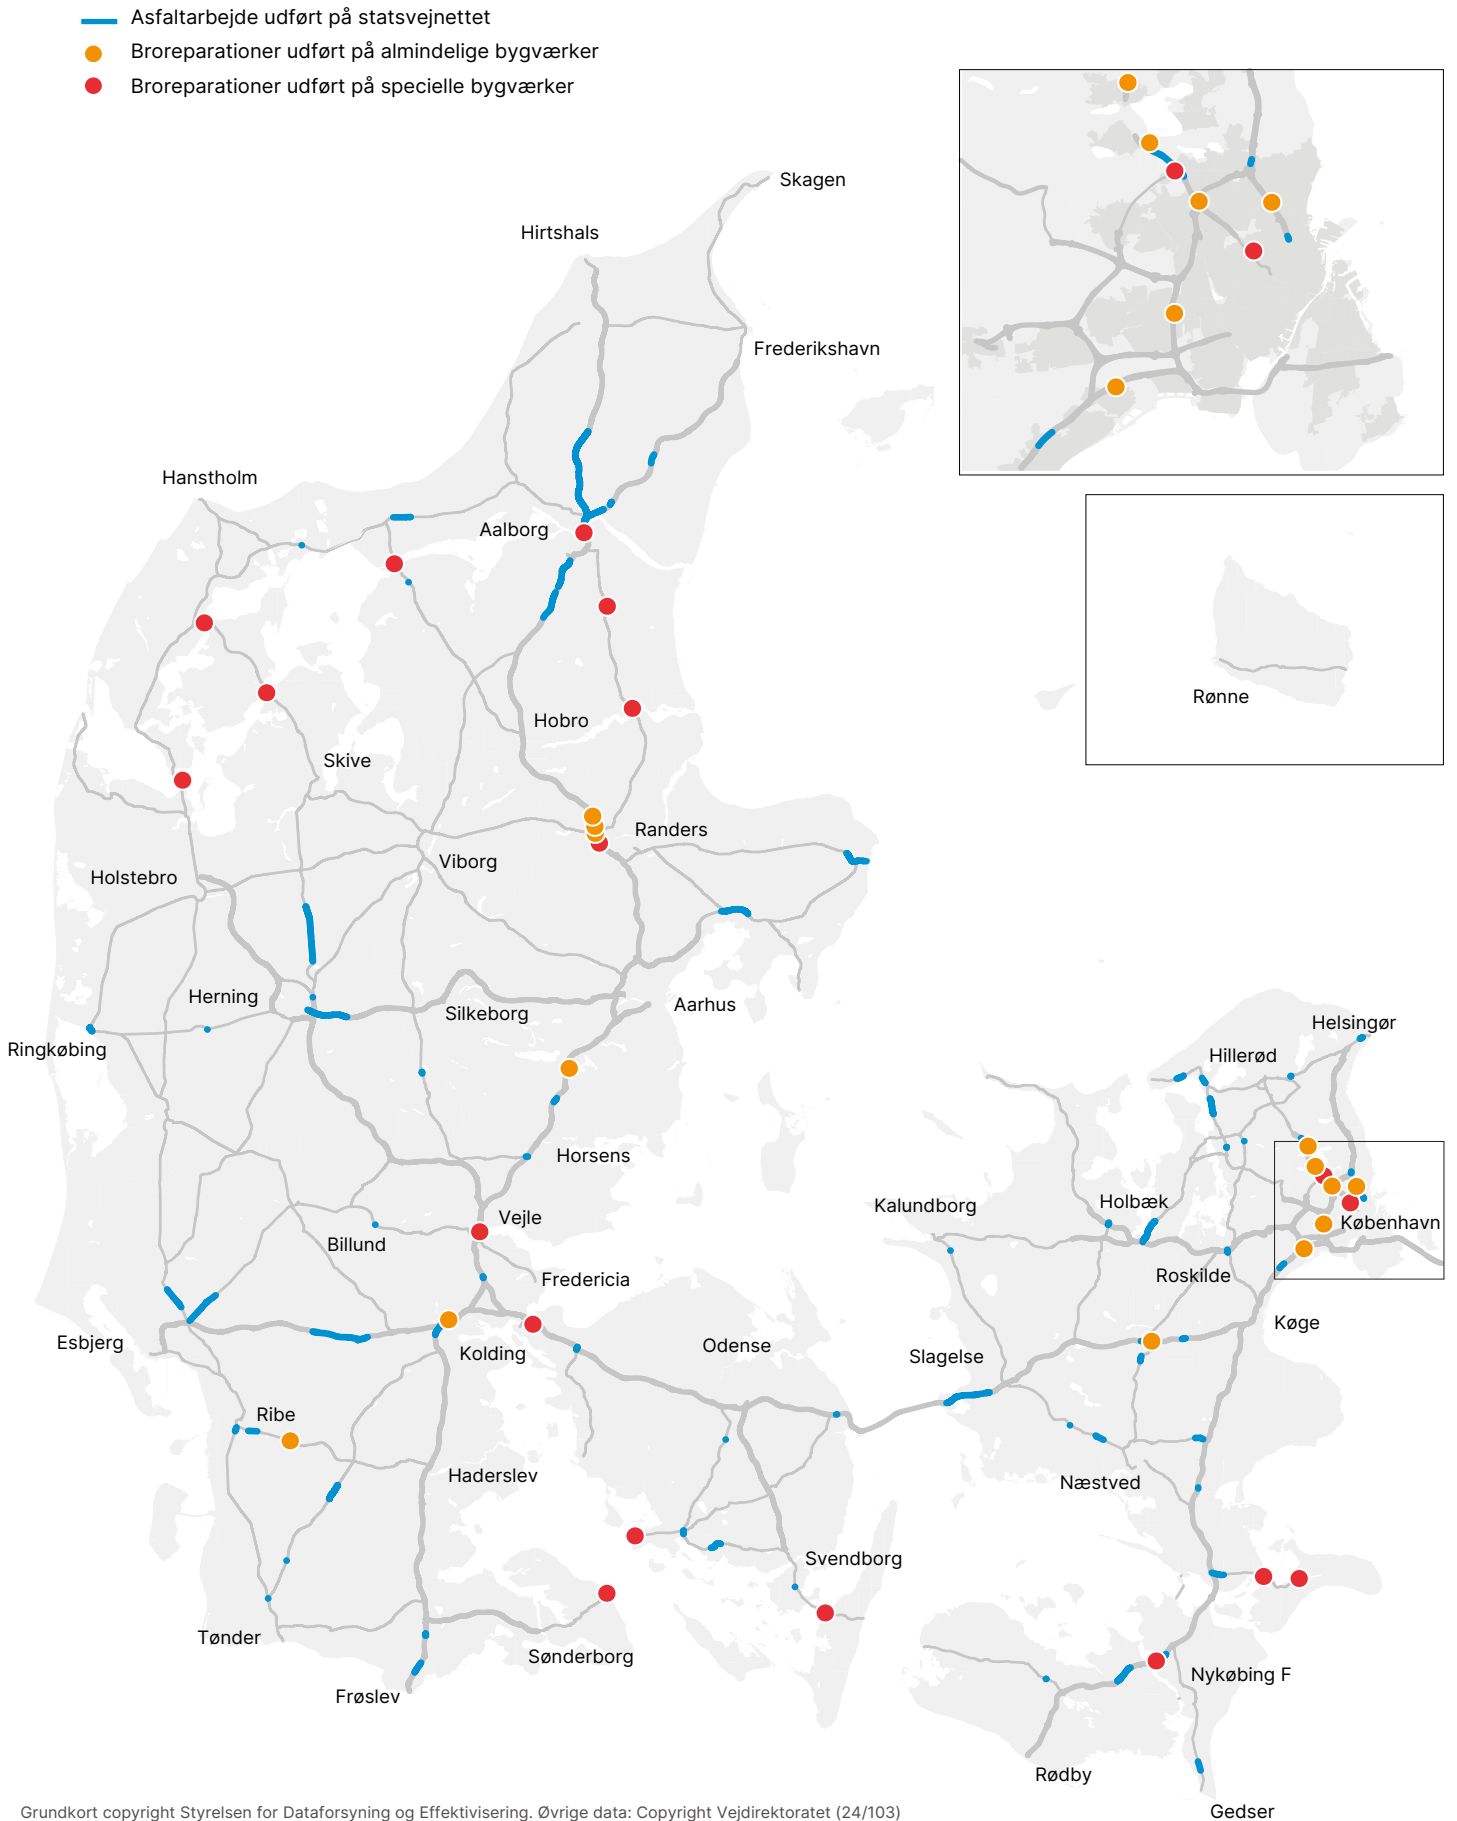 Asfaltarbejde udført på statsvejnettet
Broreparationer udført på almindelige bygværker
Broreparationer udført på specielle bygværker
Skagen
Hirtshals
Frederikshavn
Hanstholm
Aalborg
Rønne
Hobro
Skive
Randers
Viborg
Holstebro
Herning
Silkeborg
Aarhus
Ringkøbing
Helsingør
Hillerød
Horsens
Kalundborg
Holbæk
Vejle
København
Billund
Fredericia
Roskilde
Køge
Esbjerg
Odense
Kolding
Slagelse
Ribe
Haderslev
Næstved
Svendborg
Tønder
Sønderborg
Nykøbing F
Frøslev
Rødby
Gedser
Grundkort copyright Styrelsen for Dataforsyning og Effektivisering. Øvrige data: Copyright Vejdirektoratet (24/103)